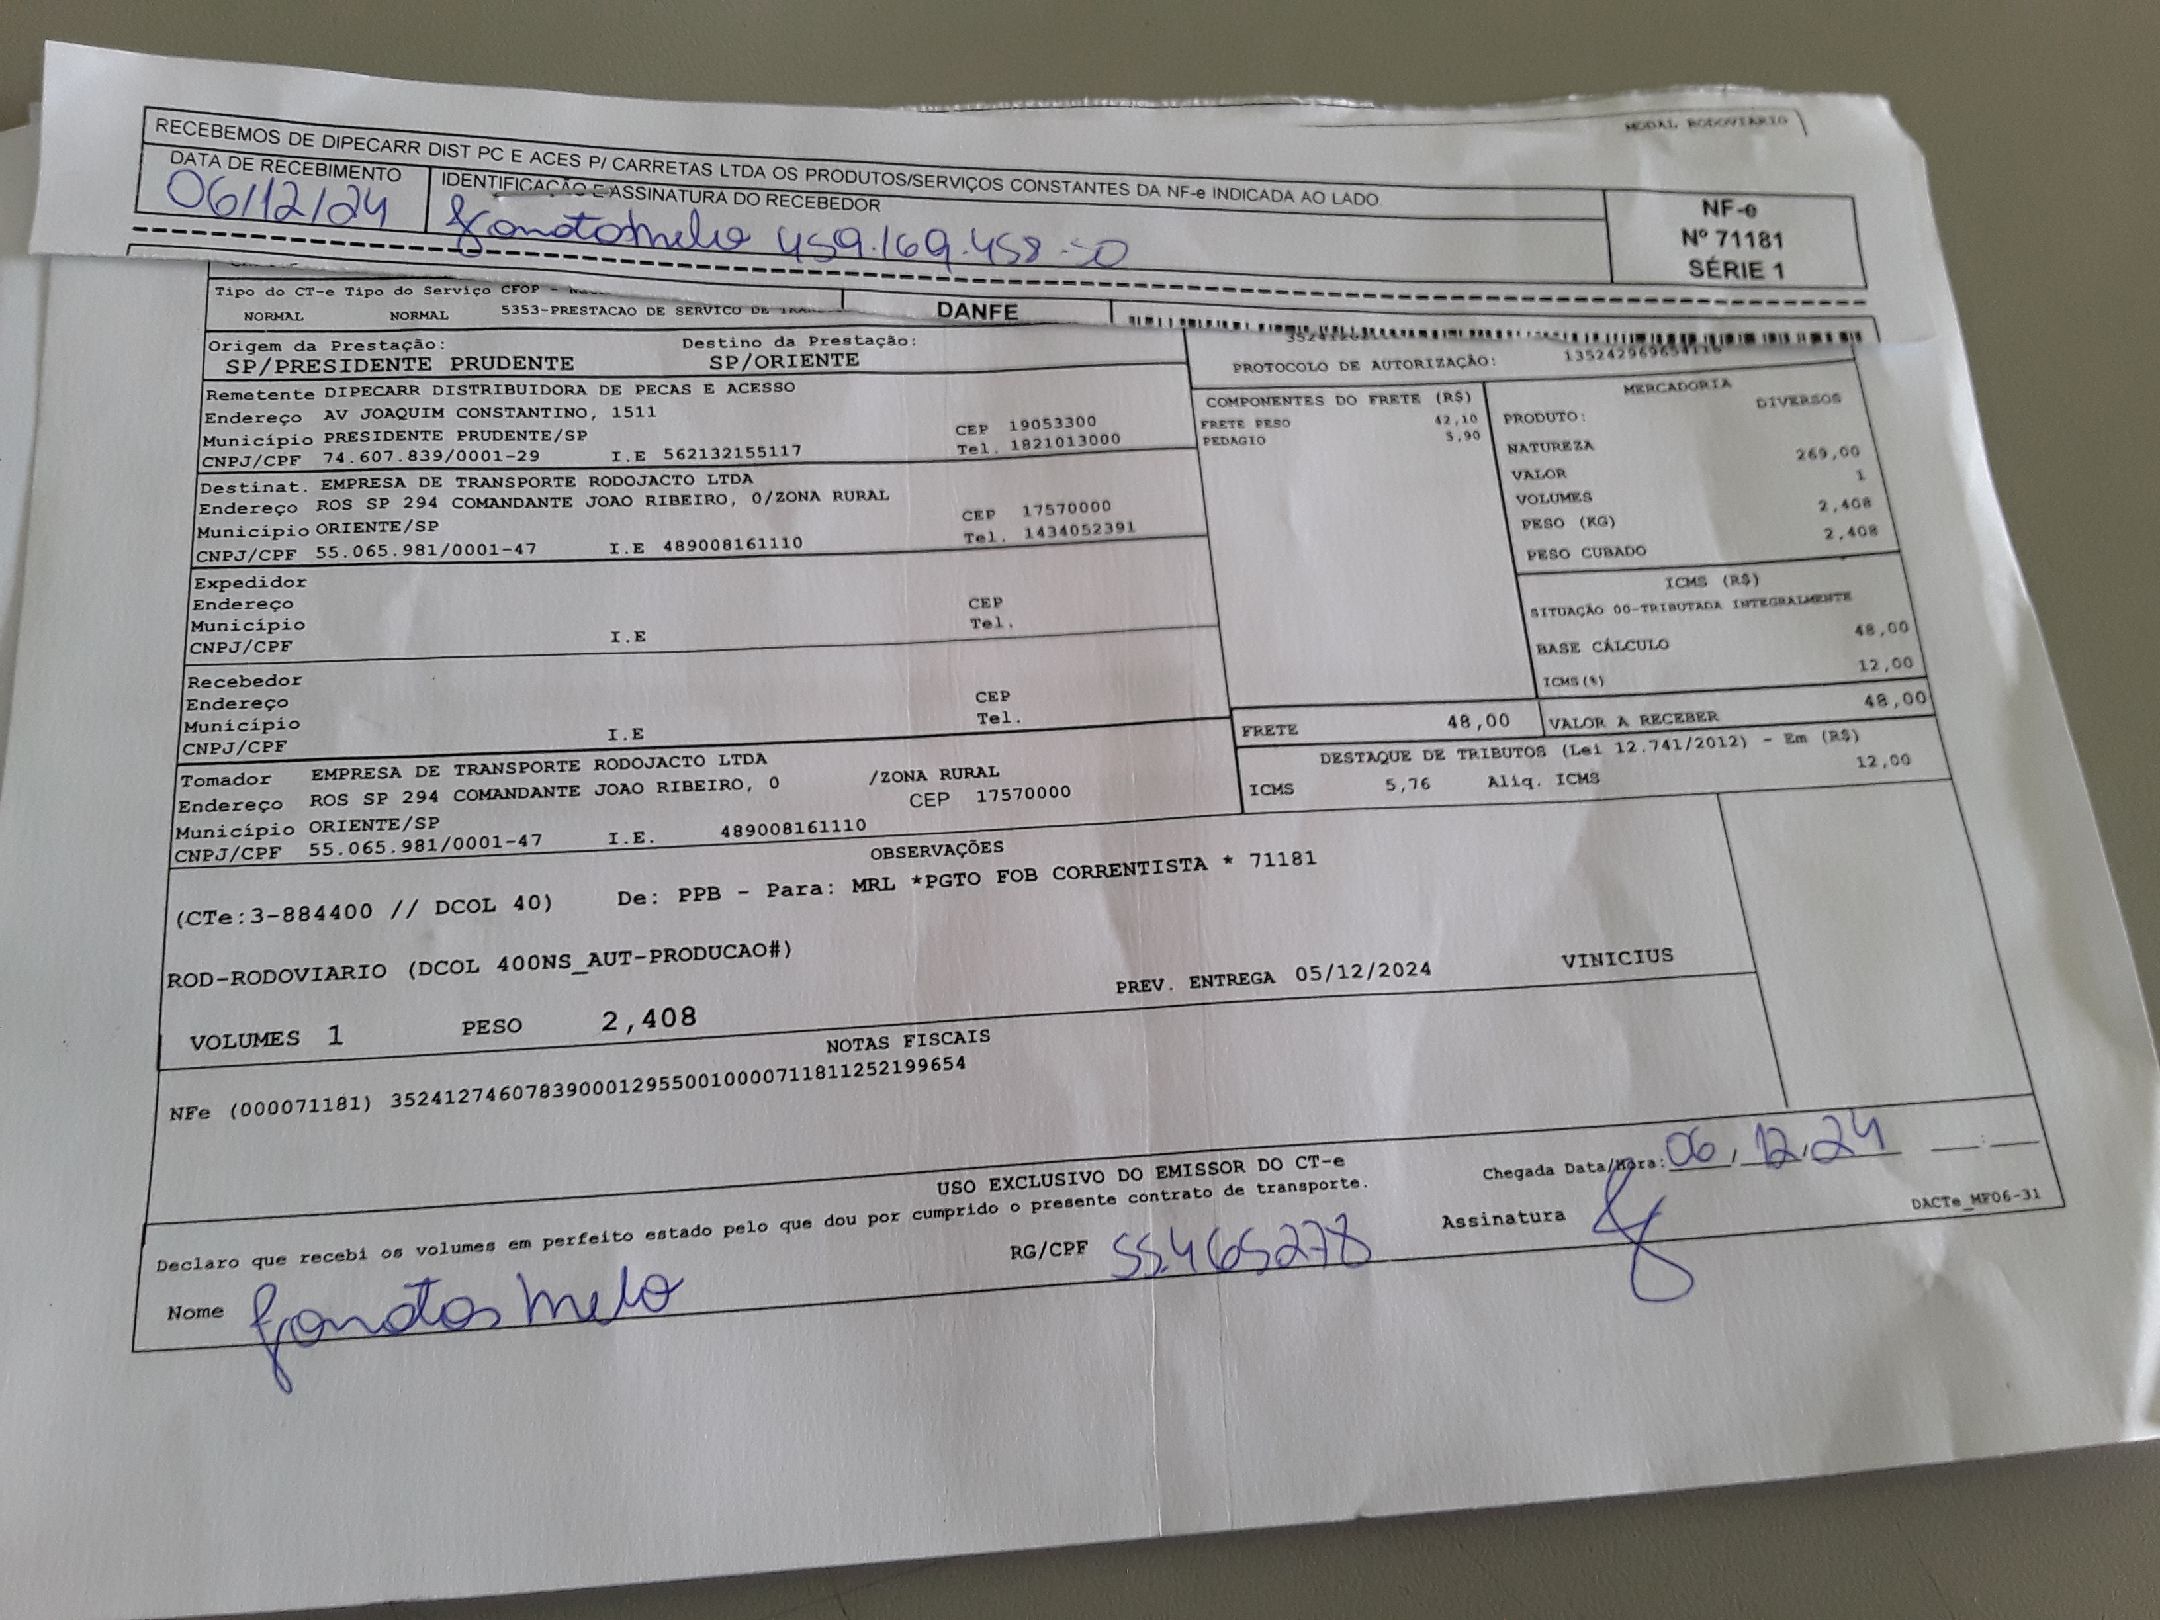 MODAL RODOVIARIO
RECEBEMOS DE DIPECARR DIST PC E ACES P/ CARRETAS LTDA OS PRODUTOS/SERVIÇOS CONSTANTES DA NF-e INDICADA AO LADO
DATA DE RECEBIMENTO IDENTIFICAÇÃO E ASSINATURA DO RECEBEDOR
06/12/24 459.169.458-50
NF-e
Nº 71181
SÉRIE 1
DANFE
Tipo do CT-e Tipo do Serviço CFOP -
NORMAL NORMAL 5353-PRESTACAO DE SERVICO DE
Origem da Prestação: Destino da Prestação:
SP/PRESIDENTE PRUDENTE SP/ORIENTE
PROTOCOLO DE AUTORIZAÇÃO:
Remetente DIPECARR DISTRIBUIDORA DE PECAS E ACESSO
Endereço AV JOAQUIM CONSTANTINO, 1511
Município PRESIDENTE PRUDENTE/SP CEP 19053300
CNPJ/CPF 74.607.839/0001-29 I.E 562132155117 Tel. 1821013000
Destinat. EMPRESA DE TRANSPORTE RODOJACTO LTDA
Endereço ROS SP 294 COMANDANTE JOAO RIBEIRO, 0/ZONA RURAL
Município ORIENTE/SP CEP 17570000
CNPJ/CPF 55.065.981/0001-47 I.E 489008161110 Tel. 1434052391
Expedidor
Endereço
Município CEP
CNPJ/CPF I.E Tel.
Recebedor
Endereço
Município CEP
CNPJ/CPF I.E Tel.
Tomador EMPRESA DE TRANSPORTE RODOJACTO LTDA
Endereço ROS SP 294 COMANDANTE JOAO RIBEIRO, 0 /ZONA RURAL
Município ORIENTE/SP CEP 17570000
CNPJ/CPF 55.065.981/0001-47 I.E. 489008161110
COMPONENTES DO FRETE (R$)
FRETE PESO 42,10
PEDAGIO 5,90
MERCADORIA
PRODUTO: DIVERSOS
NATUREZA
VALOR 269,00
VOLUMES 1
PESO (KG) 2,408
PESO CUBADO 2,408
ICMS (R$)
SITUAÇÃO 00-TRIBUTADA INTEGRALMENTE
BASE CÁLCULO 48,00
ICMS(%) 12,00
FRETE 48,00 VALOR A RECEBER 48,00
DESTAQUE DE TRIBUTOS (Lei 12.741/2012) - Em (R$)
ICMS 5,76 Aliq. ICMS 12,00
OBSERVAÇÕES
(CTe:3-884400 // DCOL 40) De: PPB - Para: MRL *PGTO FOB CORRENTISTA * 71181
ROD-RODOVIARIO (DCOL 400NS_AUT-PRODUCAO#)
VOLUMES 1 PESO 2,408 PREV. ENTREGA 05/12/2024 VINICIUS
NOTAS FISCAIS
NFe (000071181) 35241274607839000129550010000711811252199654
USO EXCLUSIVO DO EMISSOR DO CT-e
Chegada Data/Hora: 06/12/24 __:__
Declaro que recebi os volumes em perfeito estado pelo que dou por cumprido o presente contrato de transporte.
DACTe_MF06-31
Nome Melo RG/CPF 55.465278 Assinatura